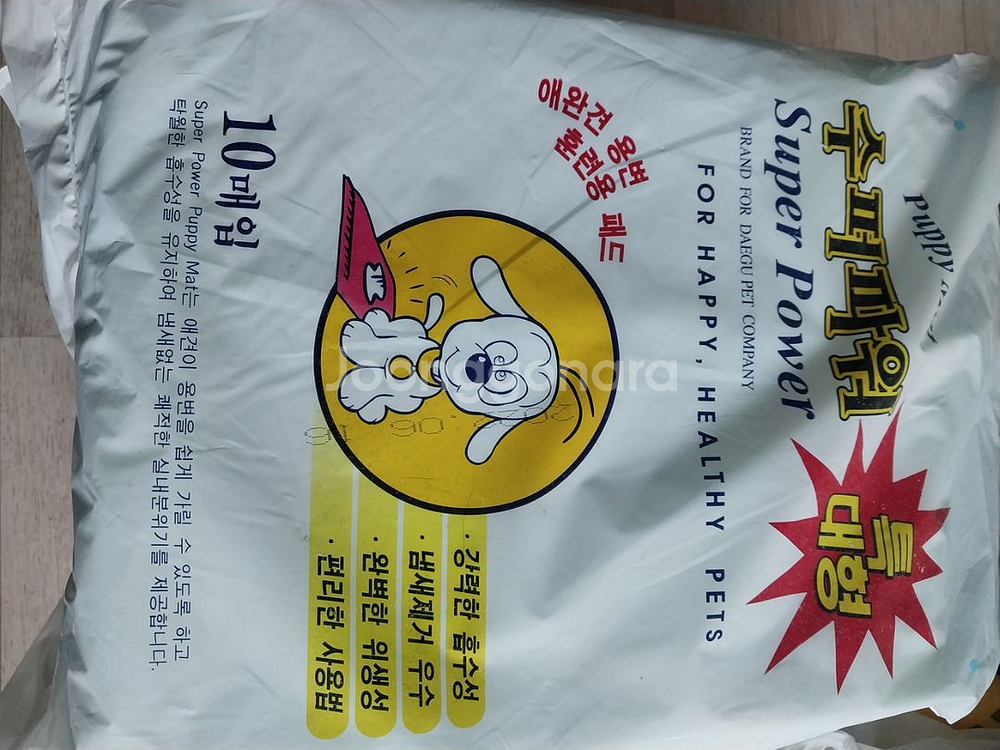 puppy
수퍼파워
Super Power
BRAND FOR DAEGU PET COMPANY
FOR HAPPY, HEALTHY PETS
특
대형
애완견 용변
훈련용 패드
· 강력한 흡수성
· 냄새제거 우수
· 완벽한 위생성
· 편리한 사용법
10매입
Super Power Puppy Mat는 애견이 용변을 쉽게 가릴 수 있도록 하고
탁월한 흡수성을 유지하여 냄새없는 쾌적한 실내분위기를 제공합니다.
Joonggonara